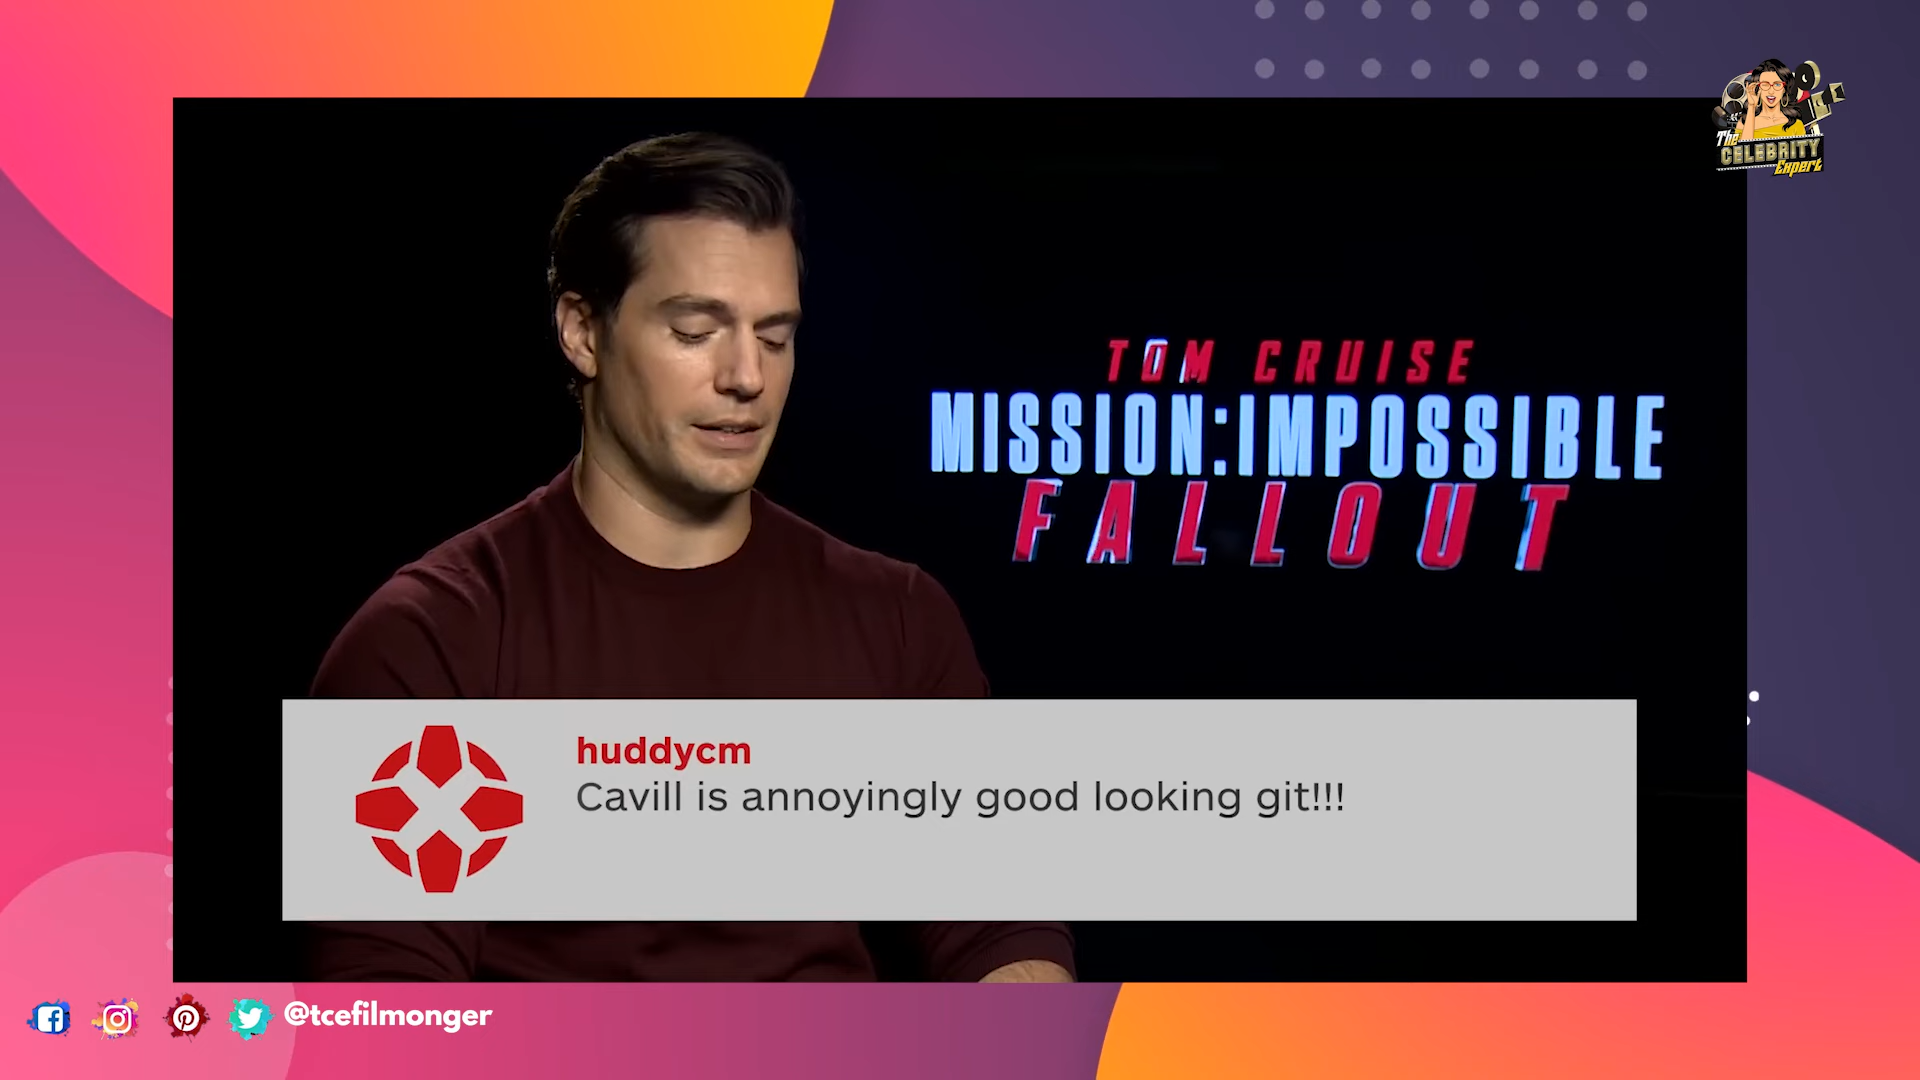 The
CELEBRITY
Expert
TOM CRUISE
MISSION:IMPOSSIBLE
FALLOUT
huddycm
Cavill is annoyingly good looking git!!!
@tcefilmonger